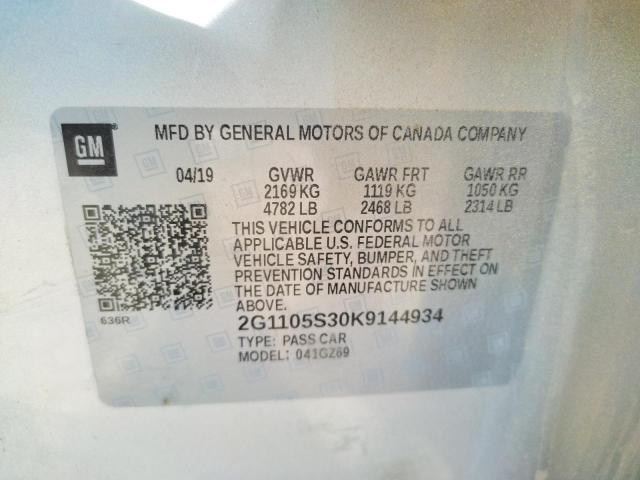 GM
MFD BY GENERAL MOTORS OF CANADA COMPANY
04/19 GVWR GAWR FRT GAWR RR
2169 KG 1119 KG 1050 KG
4782 LB 2468 LB 2314 LB
THIS VEHICLE CONFORMS TO ALL
APPLICABLE U.S. FEDERAL MOTOR
VEHICLE SAFETY, BUMPER, AND THEFT
PREVENTION STANDARDS IN EFFECT ON
THE DATE OF MANUFACTURE SHOWN
ABOVE.
636R
2G1105S30K9144934
TYPE: PASS CAR
MODEL: 041GZ69